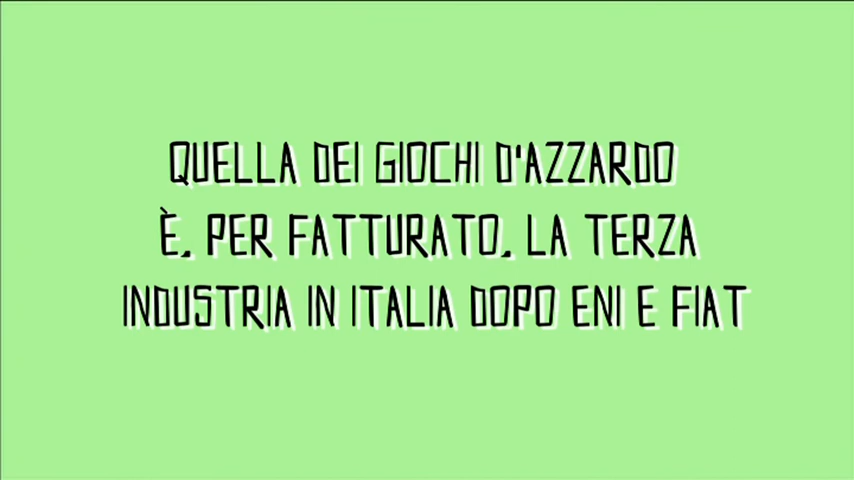 QUELLA DEI GIOCHI D'AZZARDO
È, PER FATTURATO, LA TERZA
INDUSTRIA IN ITALIA DOPO ENI E FIAT